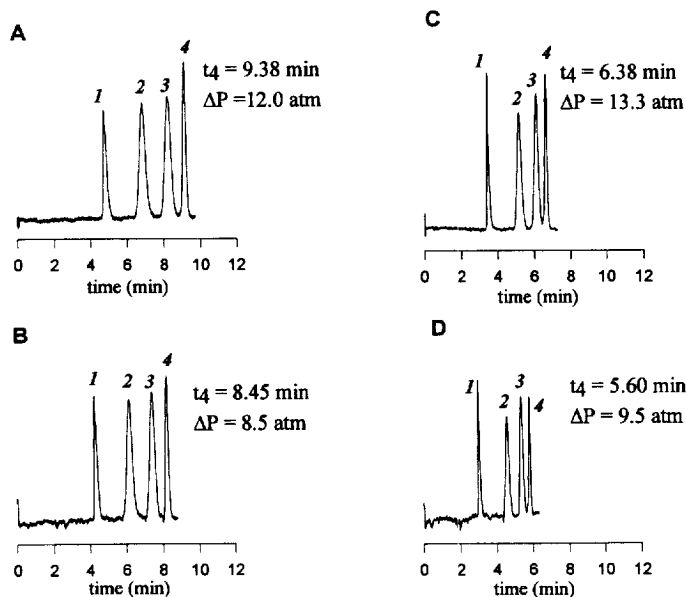 A
1 2 3 4
t4 = 9.38 min
ΔP =12.0 atm
0 2 4 6 8 10 12
time (min)
C
1 2 3 4
t4 = 6.38 min
ΔP = 13.3 atm
0 2 4 6 8 10 12
time (min)
B
1 2 3 4
t4 = 8.45 min
ΔP = 8.5 atm
0 2 4 6 8 10 12
time (min)
D
1 2 3 4
t4 = 5.60 min
ΔP = 9.5 atm
0 2 4 6 8 10 12
time (min)